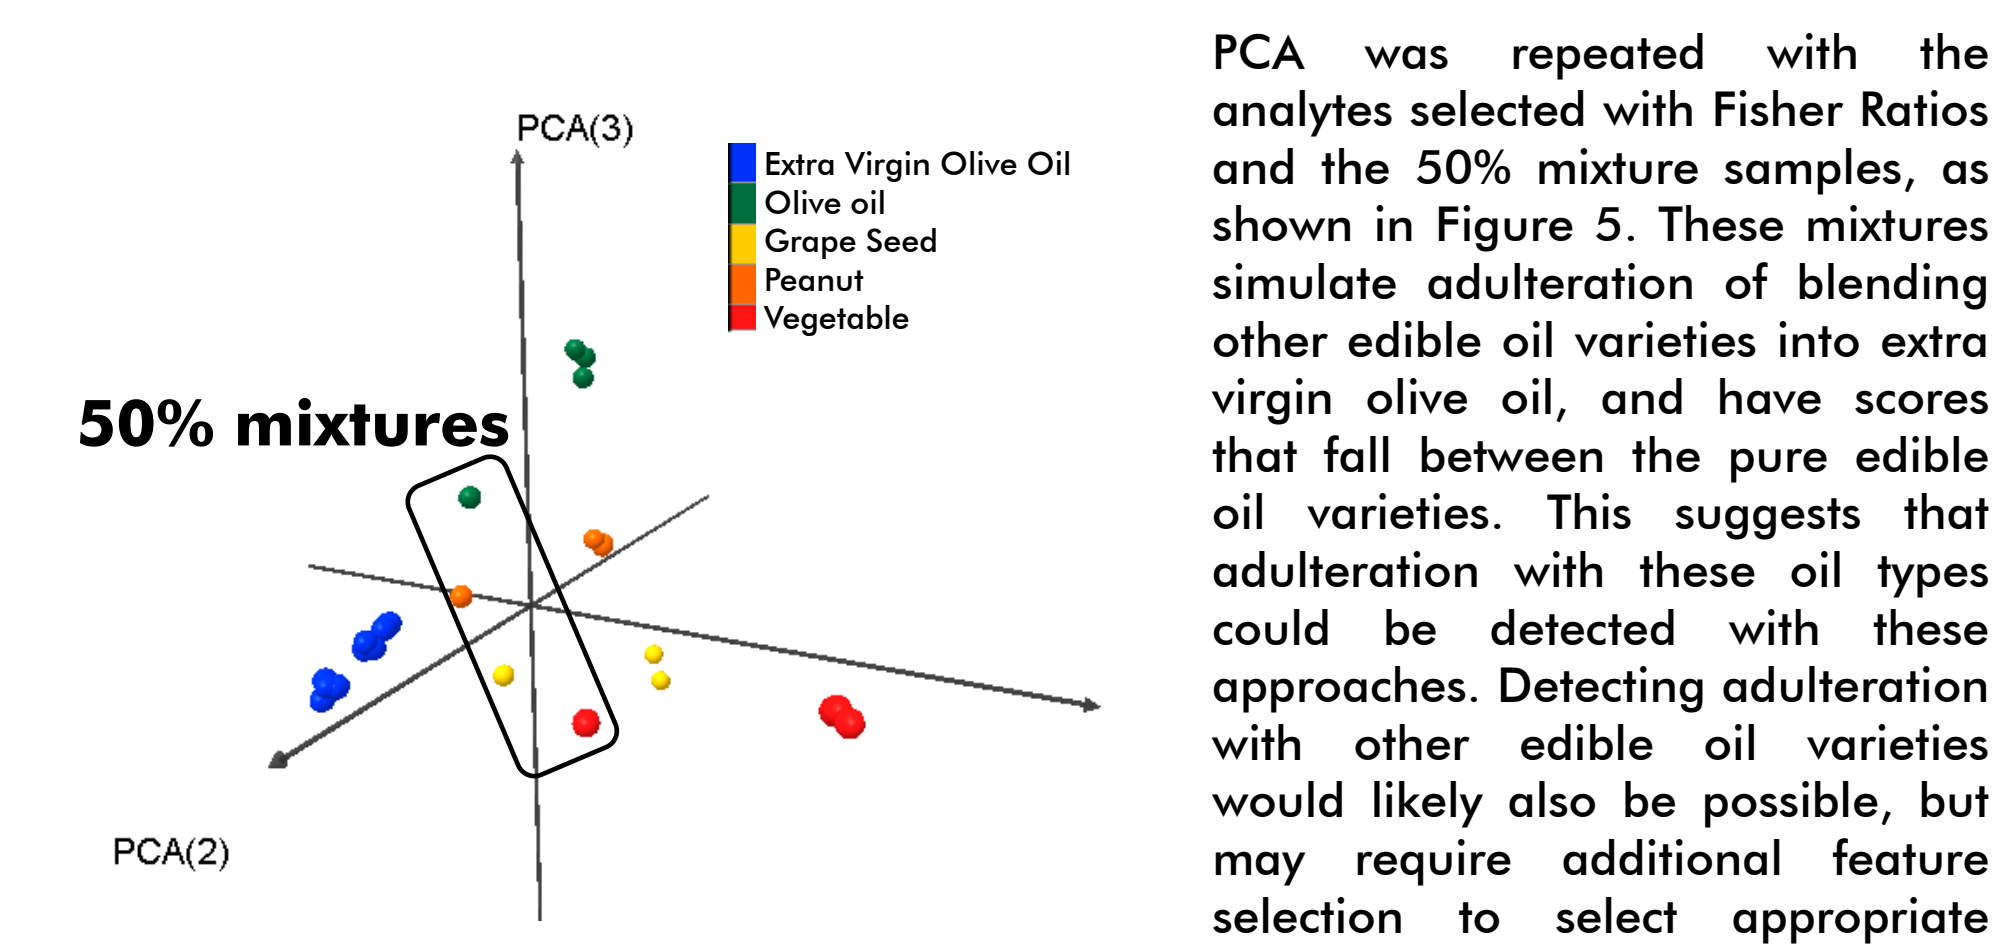 PCA(3)
Extra Virgin Olive Oil
Olive oil
Grape Seed
Peanut
Vegetable
50% mixtures
PCA(2)
PCA was repeated with the
analytes selected with Fisher Ratios
and the 50% mixture samples, as
shown in Figure 5. These mixtures
simulate adulteration of blending
other edible oil varieties into extra
virgin olive oil, and have scores
that fall between the pure edible
oil varieties. This suggests that
adulteration with these oil types
could be detected with these
approaches. Detecting adulteration
with other edible oil varieties
would likely also be possible, but
may require additional feature
selection to select appropriate